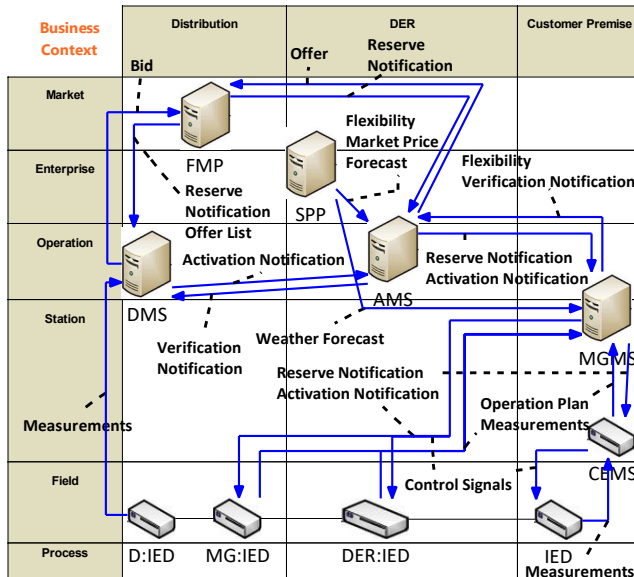 Business
Context
Distribution
DER
Customer Premise
Market
Enterprise
Operation
Station
Field
Process
Bid
Offer
Reserve
Notification
FMP
Flexibility
Market Price
Forecast
SPP
Flexibility
Verification Notification
Reserve
Notification
Offer List
Activation Notification
DMS
AMS
Reserve Notification
Activation Notification
Verification
Notification
Weather Forecast
MGMS
Reserve Notification
Activation Notification
Measurements
Operation Plan
Measurements
CEMS
Control Signals
D:IED
MG:IED
DER:IED
IED
Measurements